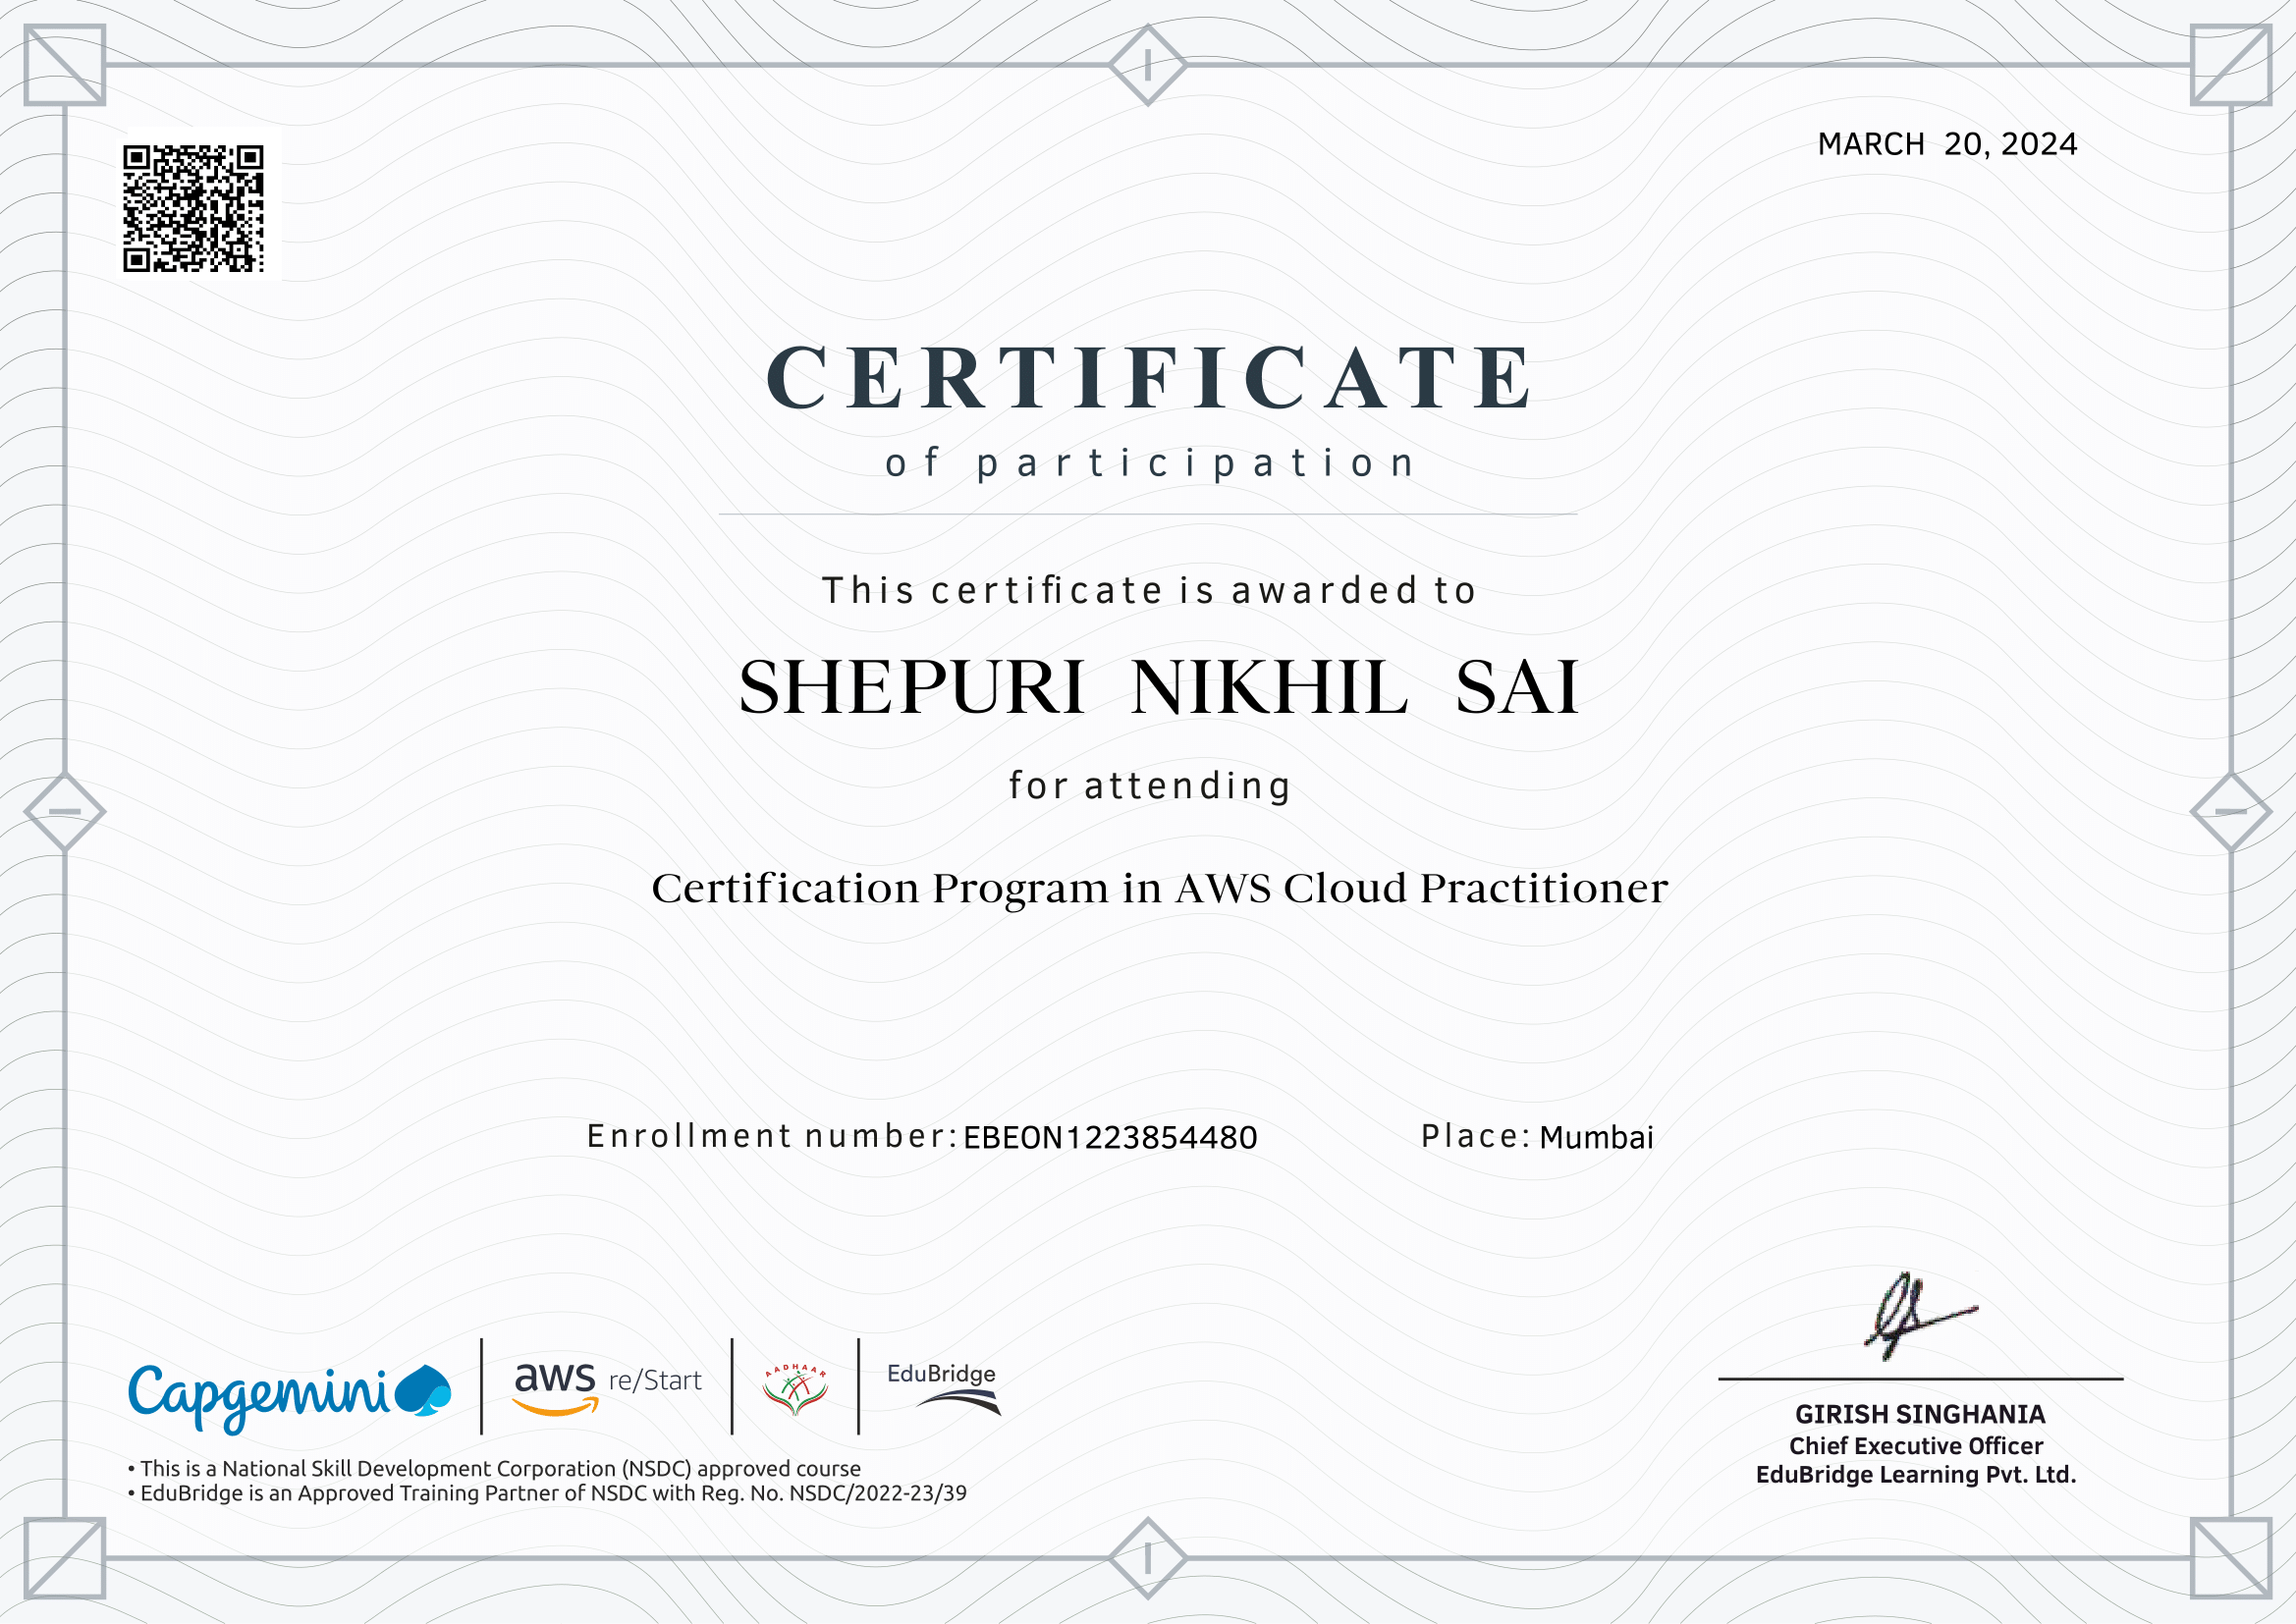 MARCH 20, 2024
CERTIFICATE
of participation
This certificate is awarded to
SHEPURI NIKHIL SAI
for attending
Certification Program in AWS Cloud Practitioner
Enrollment number: EBEON1223854480 Place: Mumbai
Capgemini aws re/Start AADHAAR EduBridge
• This is a National Skill Development Corporation (NSDC) approved course
• EduBridge is an Approved Training Partner of NSDC with Reg. No. NSDC/2022-23/39
GIRISH SINGHANIA
Chief Executive Officer
EduBridge Learning Pvt. Ltd.